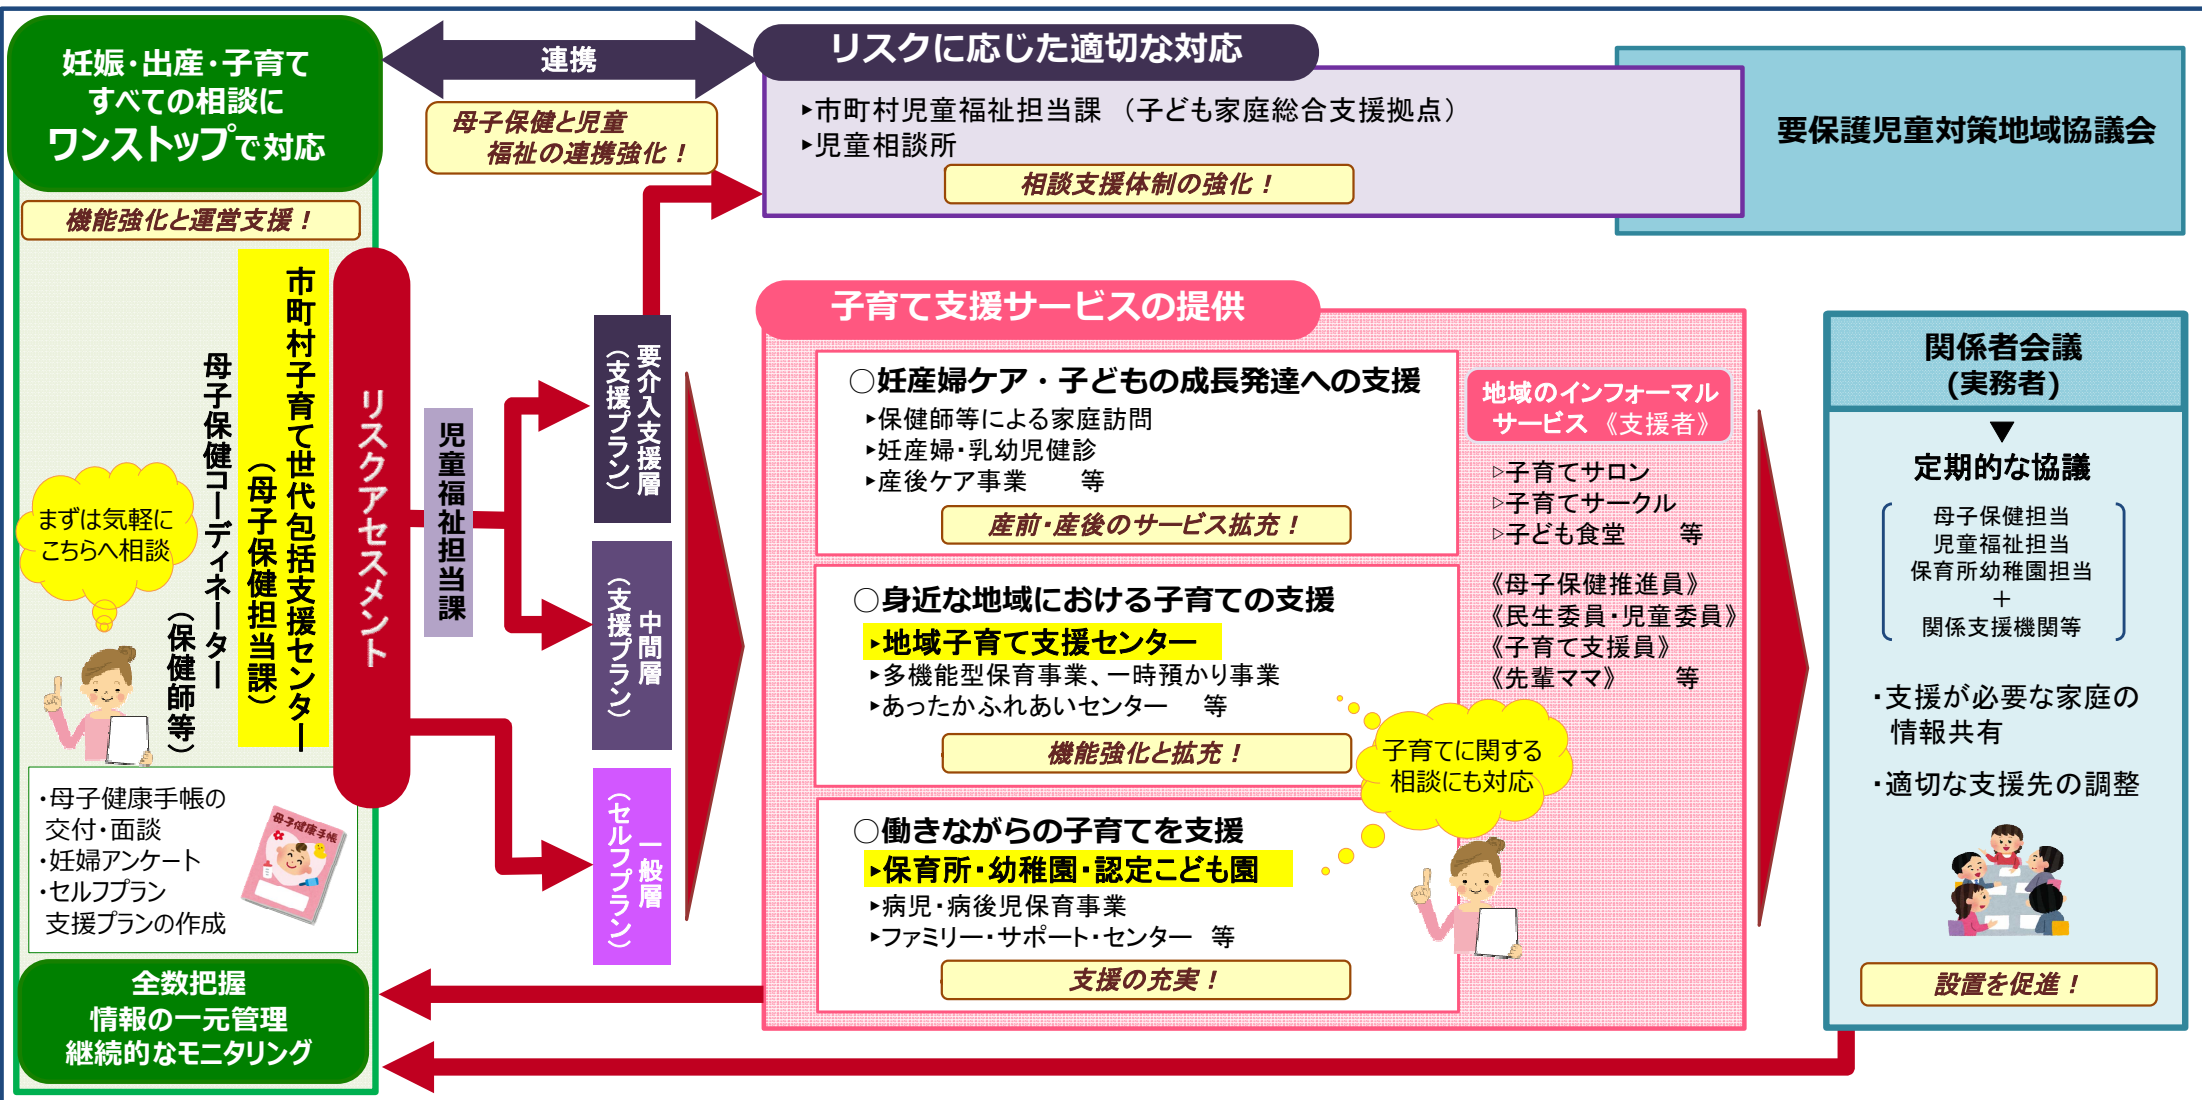 妊娠・出産・子育て
すべての相談に
ワンストップで対応
機能強化と運営支援！
市町村子育て世代包括支援センター
（母子保健担当課）
母子保健コーディネーター
（保健師等）
まずは気軽に
こちらへ相談
・母子健康手帳の
交付・面談
・妊婦アンケート
・セルフプラン
支援プランの作成
母子健康手帳
全数把握
情報の一元管理
継続的なモニタリング
リスクアセスメント
連携
母子保健と児童
福祉の連携強化！
児童福祉担当課
要介入支援層
（支援プラン）
中間層
（支援プラン）
一般層
（セルフプラン）
リスクに応じた適切な対応
▸市町村児童福祉担当課 （子ども家庭総合支援拠点）
▸児童相談所
相談支援体制の強化！
要保護児童対策地域協議会
子育て支援サービスの提供
○妊産婦ケア・子どもの成長発達への支援
▸保健師等による家庭訪問
▸妊産婦・乳幼児健診
▸産後ケア事業　等
産前・産後のサービス拡充！
○身近な地域における子育ての支援
▸地域子育て支援センター
▸多機能型保育事業、一時預かり事業
▸あったかふれあいセンター　等
機能強化と拡充！
○働きながらの子育てを支援
▸保育所・幼稚園・認定こども園
▸病児・病後児保育事業
▸ファミリー・サポート・センター 等
支援の充実！
地域のインフォーマル
サービス 《支援者》
▹子育てサロン
▹子育てサークル
▹子ども食堂　等
《母子保健推進員》
《民生委員・児童委員》
《子育て支援員》
《先輩ママ》　等
子育てに関する
相談にも対応
関係者会議
(実務者)
▼
定期的な協議
母子保健担当
児童福祉担当
保育所幼稚園担当
＋
関係支援機関等
・支援が必要な家庭の
情報共有
・適切な支援先の調整
設置を促進！